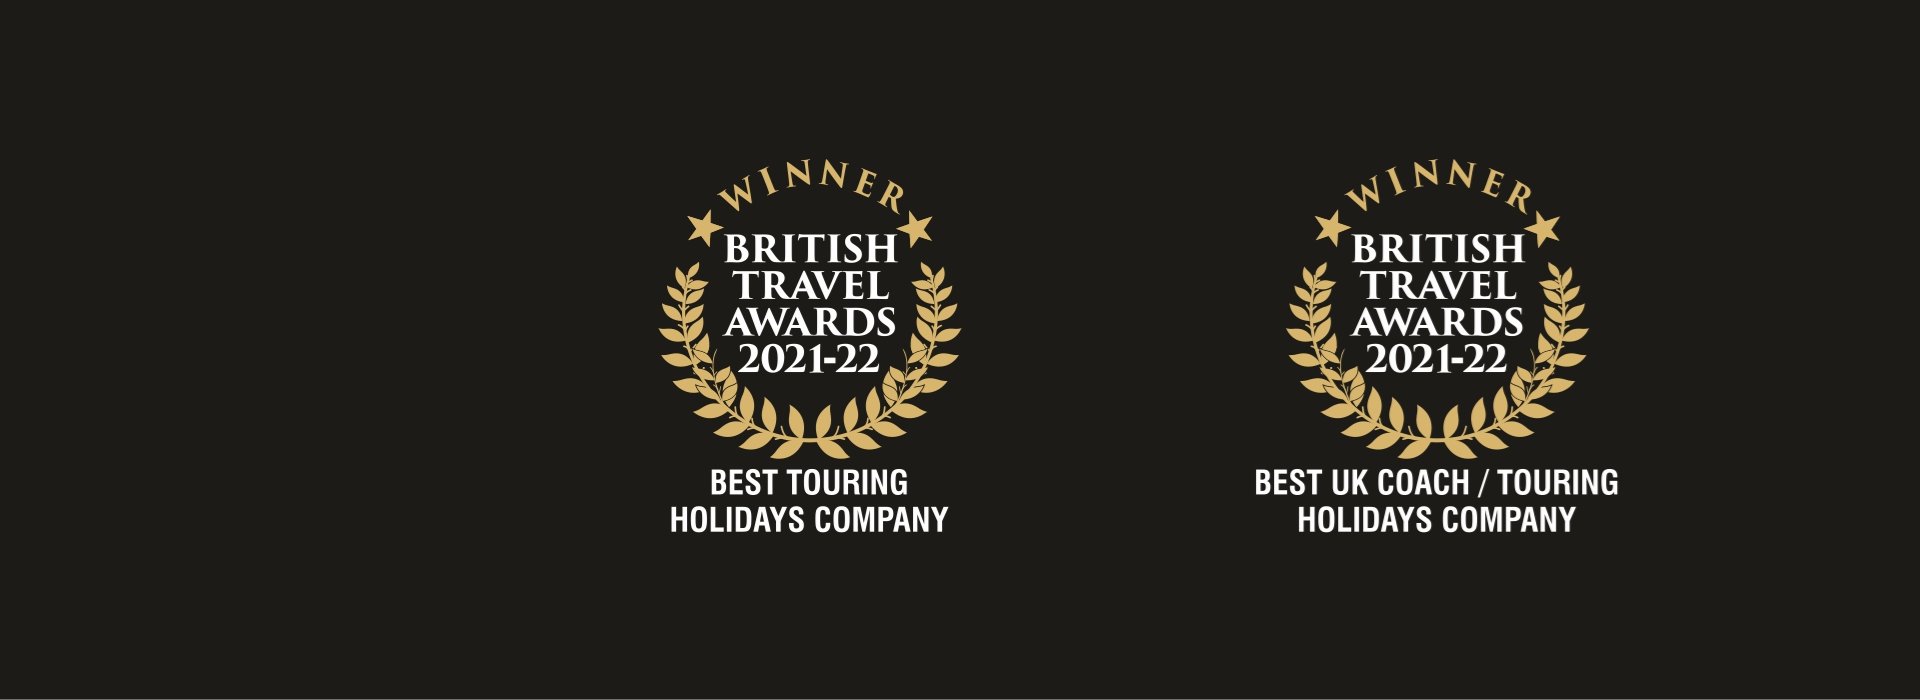 WINNER
BRITISH
TRAVEL
AWARDS
2021-22
BEST TOURING
HOLIDAYS COMPANY
WINNER
BRITISH
TRAVEL
AWARDS
2021-22
BEST UK COACH / TOURING
HOLIDAYS COMPANY